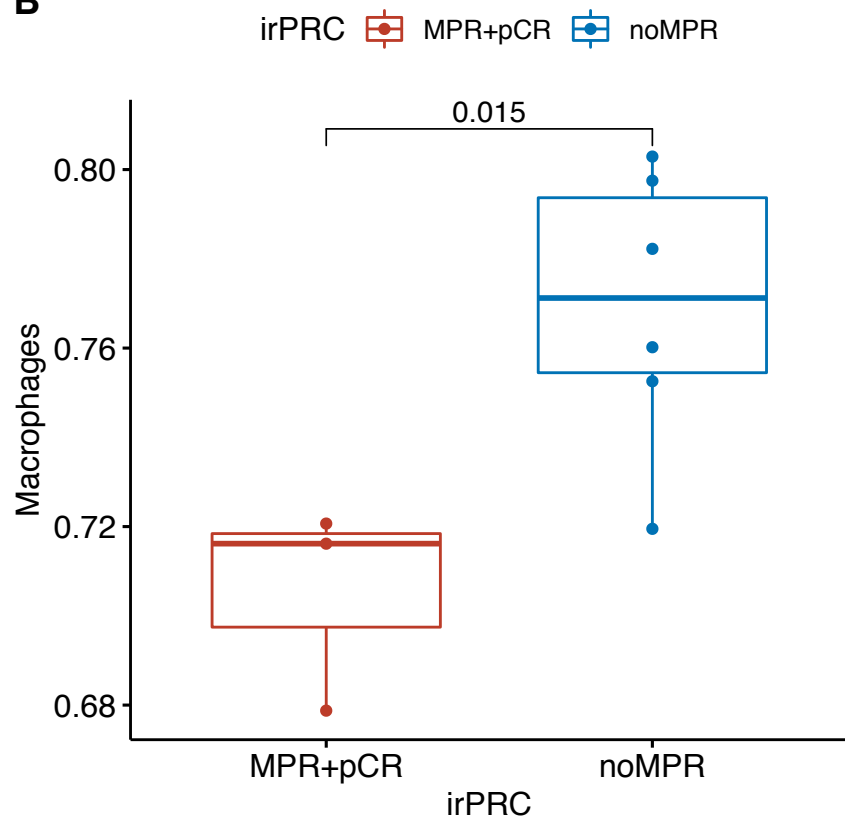 B
irPRC MPR+pCR noMPR
0.015
0.80
0.76
0.72
0.68
Macrophages
MPR+pCR noMPR
irPRC